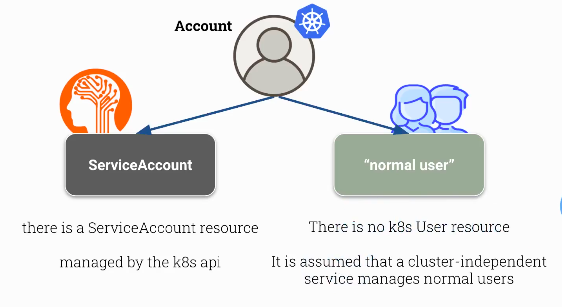 Account
ServiceAccount
“normal user”
there is a ServiceAccount resource
managed by the k8s api
There is no k8s User resource
It is assumed that a cluster-independent
service manages normal users